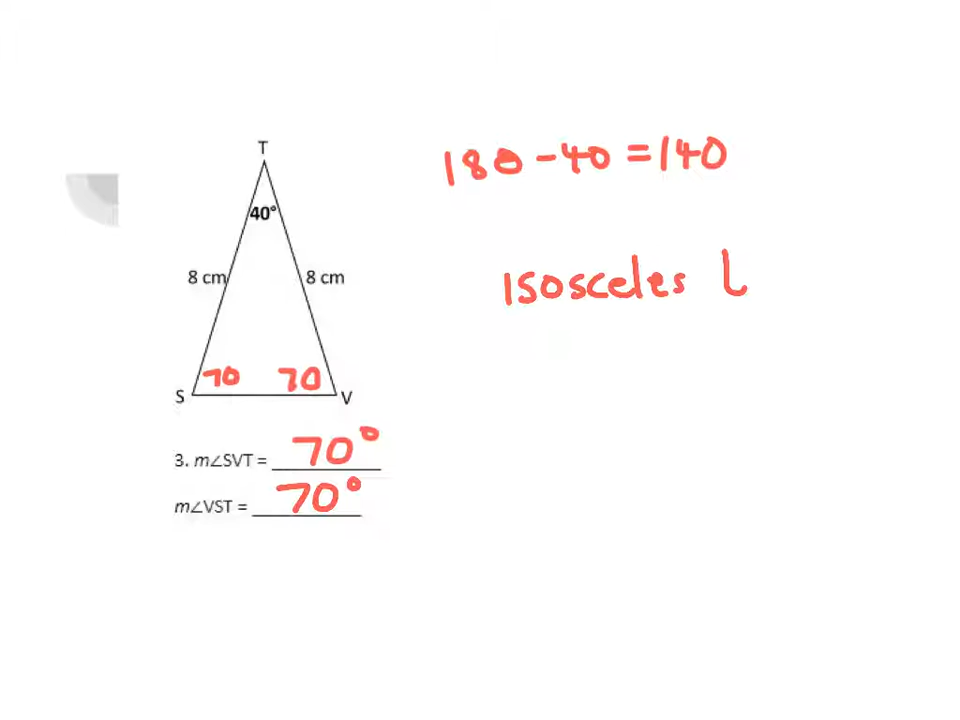 T
180 - 40 = 140
40°
8 cm
8 cm
Isosceles
70
70
S
V
3. m∠SVT = 70°
m∠VST = 70°